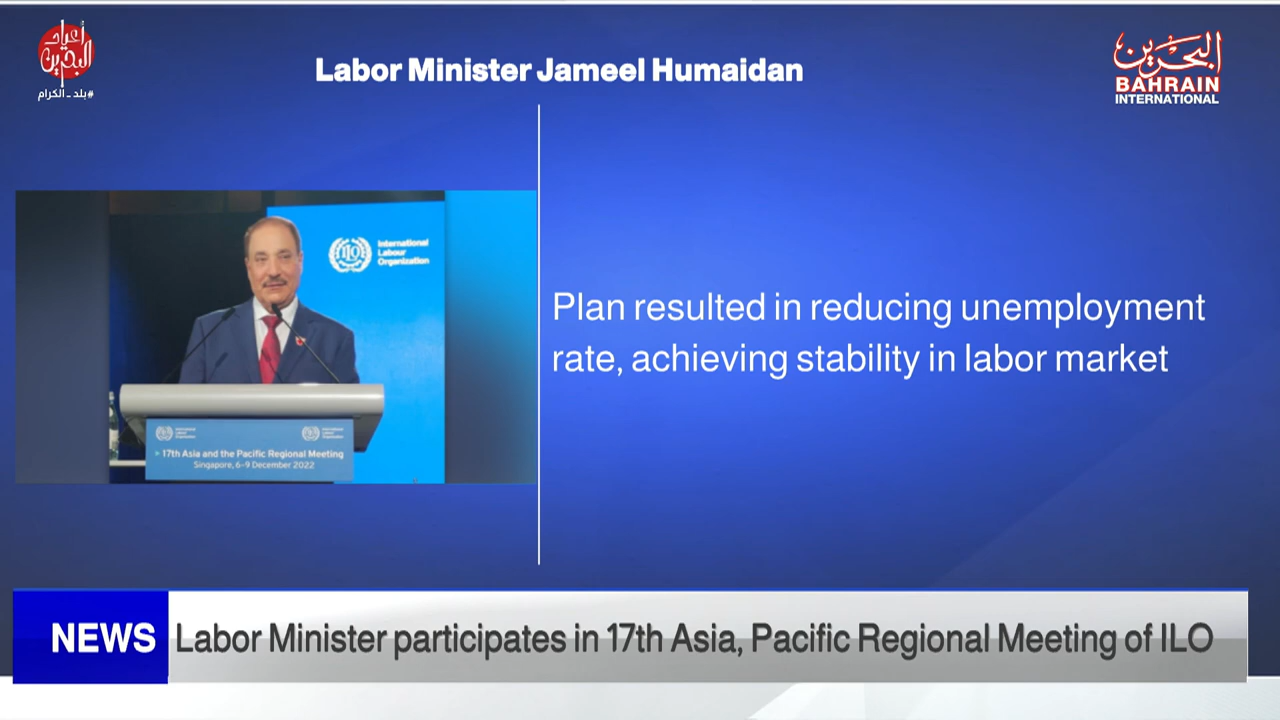 أعياد
البحرين
#بلد_الكرام
Labor Minister Jameel Humaidan
البحرين
BAHRAIN
INTERNATIONAL
International
Labour
Organization
Plan resulted in reducing unemployment
rate, achieving stability in labor market
17th Asia and the Pacific Regional Meeting
Singapore, 6-9 December 2022
NEWS
Labor Minister participates in 17th Asia, Pacific Regional Meeting of ILO